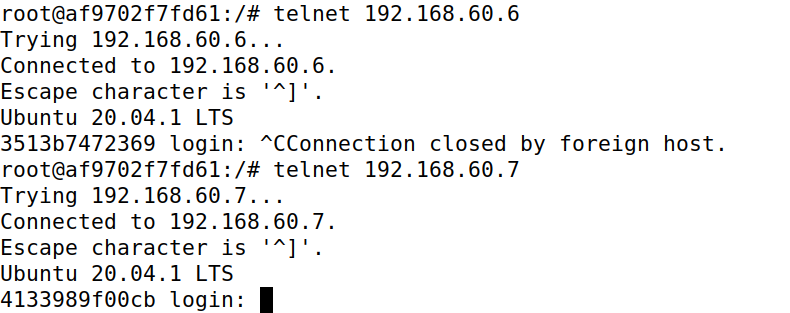 root@af9702f7fd61:/# telnet 192.168.60.6
Trying 192.168.60.6...
Connected to 192.168.60.6.
Escape character is '^]'.
Ubuntu 20.04.1 LTS
3513b7472369 login: ^CConnection closed by foreign host.
root@af9702f7fd61:/# telnet 192.168.60.7
Trying 192.168.60.7...
Connected to 192.168.60.7.
Escape character is '^]'.
Ubuntu 20.04.1 LTS
4133989f00cb login: